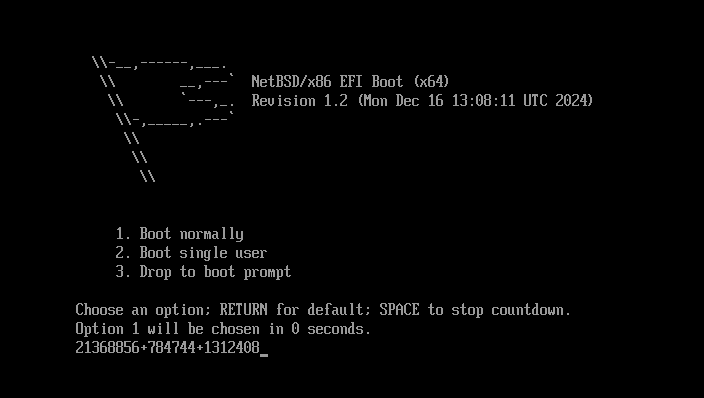 \\-__,------,___.
\\        __,---`  NetBSD/x86 EFI Boot (x64)
\\       `---,_.  Revision 1.2 (Mon Dec 16 13:08:11 UTC 2024)
\\-,_____,.---`
\\
\\
\\
1. Boot normally
2. Boot single user
3. Drop to boot prompt
Choose an option; RETURN for default; SPACE to stop countdown.
Option 1 will be chosen in 0 seconds.
21368856+784744+1312408_